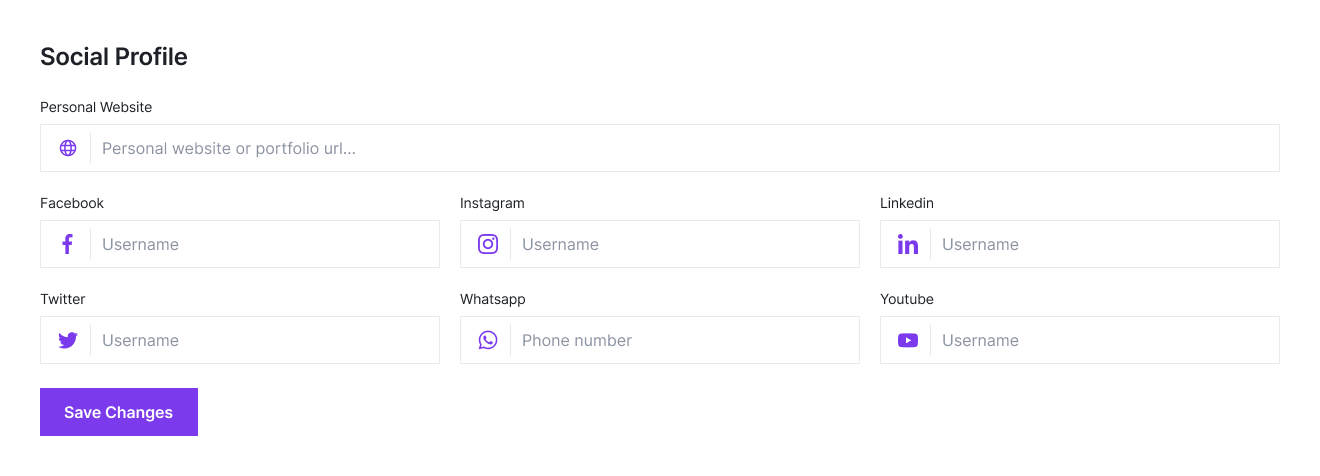 Social Profile
Personal Website
Personal website or portfolio url...
Facebook Instagram Linkedin
Username Username Username
Twitter Whatsapp Youtube
Username Phone number Username
Save Changes